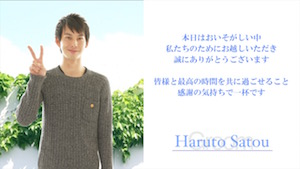 本日はおいそがしい中
私たちのためにお越しいただき
誠にありがとうございます
皆様と最高の時間を共に過ごせること
感謝の気持ちで一杯です
Groom
Haruto Satou